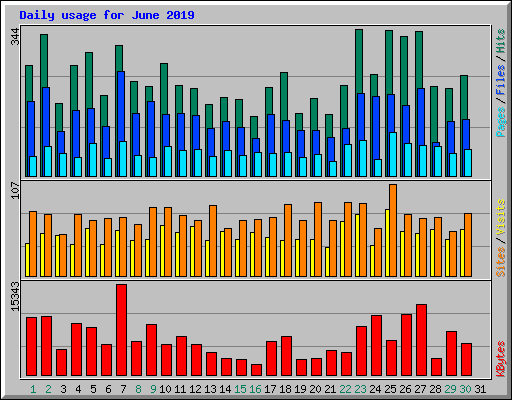 Daily usage for June 2019
344
Pages/Files/Hits
107
Sites/Visits
15343
KBytes
1 2 3 4 5 6 7 8 9 10 11 12 13 14 15 16 17 18 19 20 21 22 23 24 25 26 27 28 29 30 31